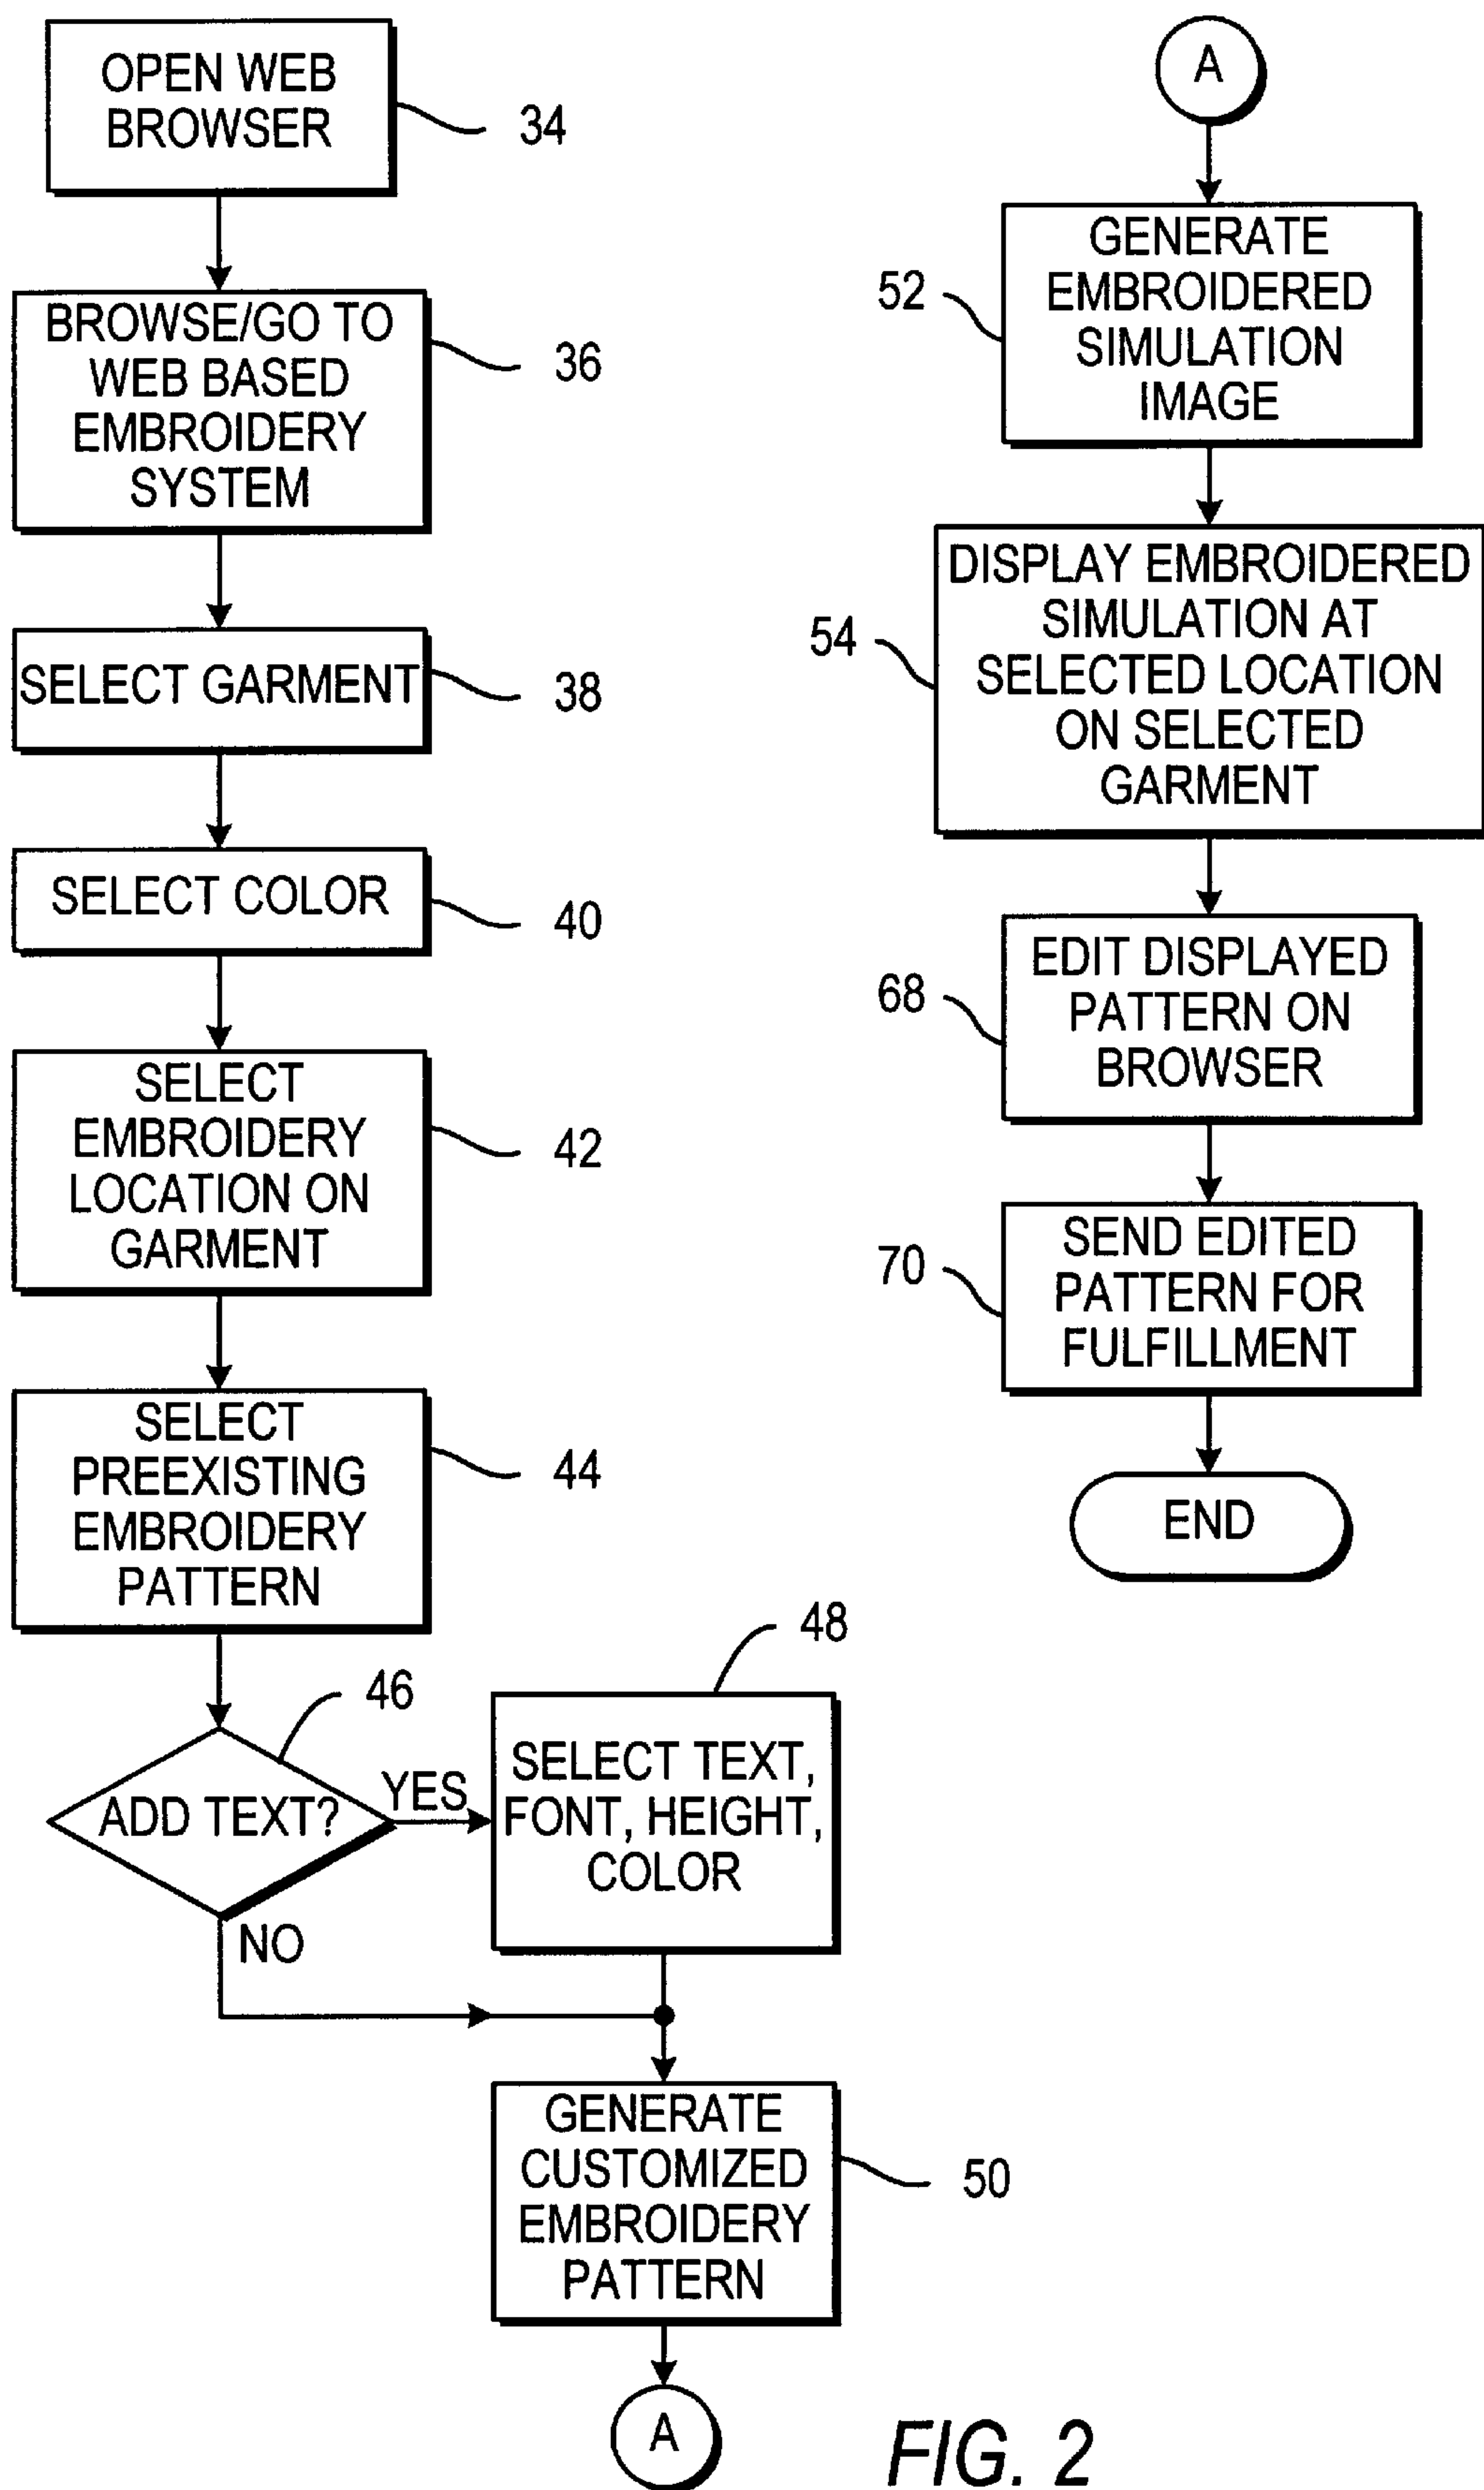 OPEN WEB
BROWSER
34
BROWSE/GO TO
WEB BASED
EMBROIDERY
SYSTEM
36
SELECT GARMENT
38
SELECT COLOR
40
SELECT
EMBROIDERY
LOCATION ON
GARMENT
42
SELECT
PREEXISTING
EMBROIDERY
PATTERN
44
46
ADD TEXT?
YES
NO
48
SELECT TEXT,
FONT, HEIGHT,
COLOR
GENERATE
CUSTOMIZED
EMBROIDERY
PATTERN
50
A
A
52
GENERATE
EMBROIDERED
SIMULATION
IMAGE
54
DISPLAY EMBROIDERED
SIMULATION AT
SELECTED LOCATION
ON SELECTED
GARMENT
68
EDIT DISPLAYED
PATTERN ON
BROWSER
70
SEND EDITED
PATTERN FOR
FULFILLMENT
END
FIG. 2